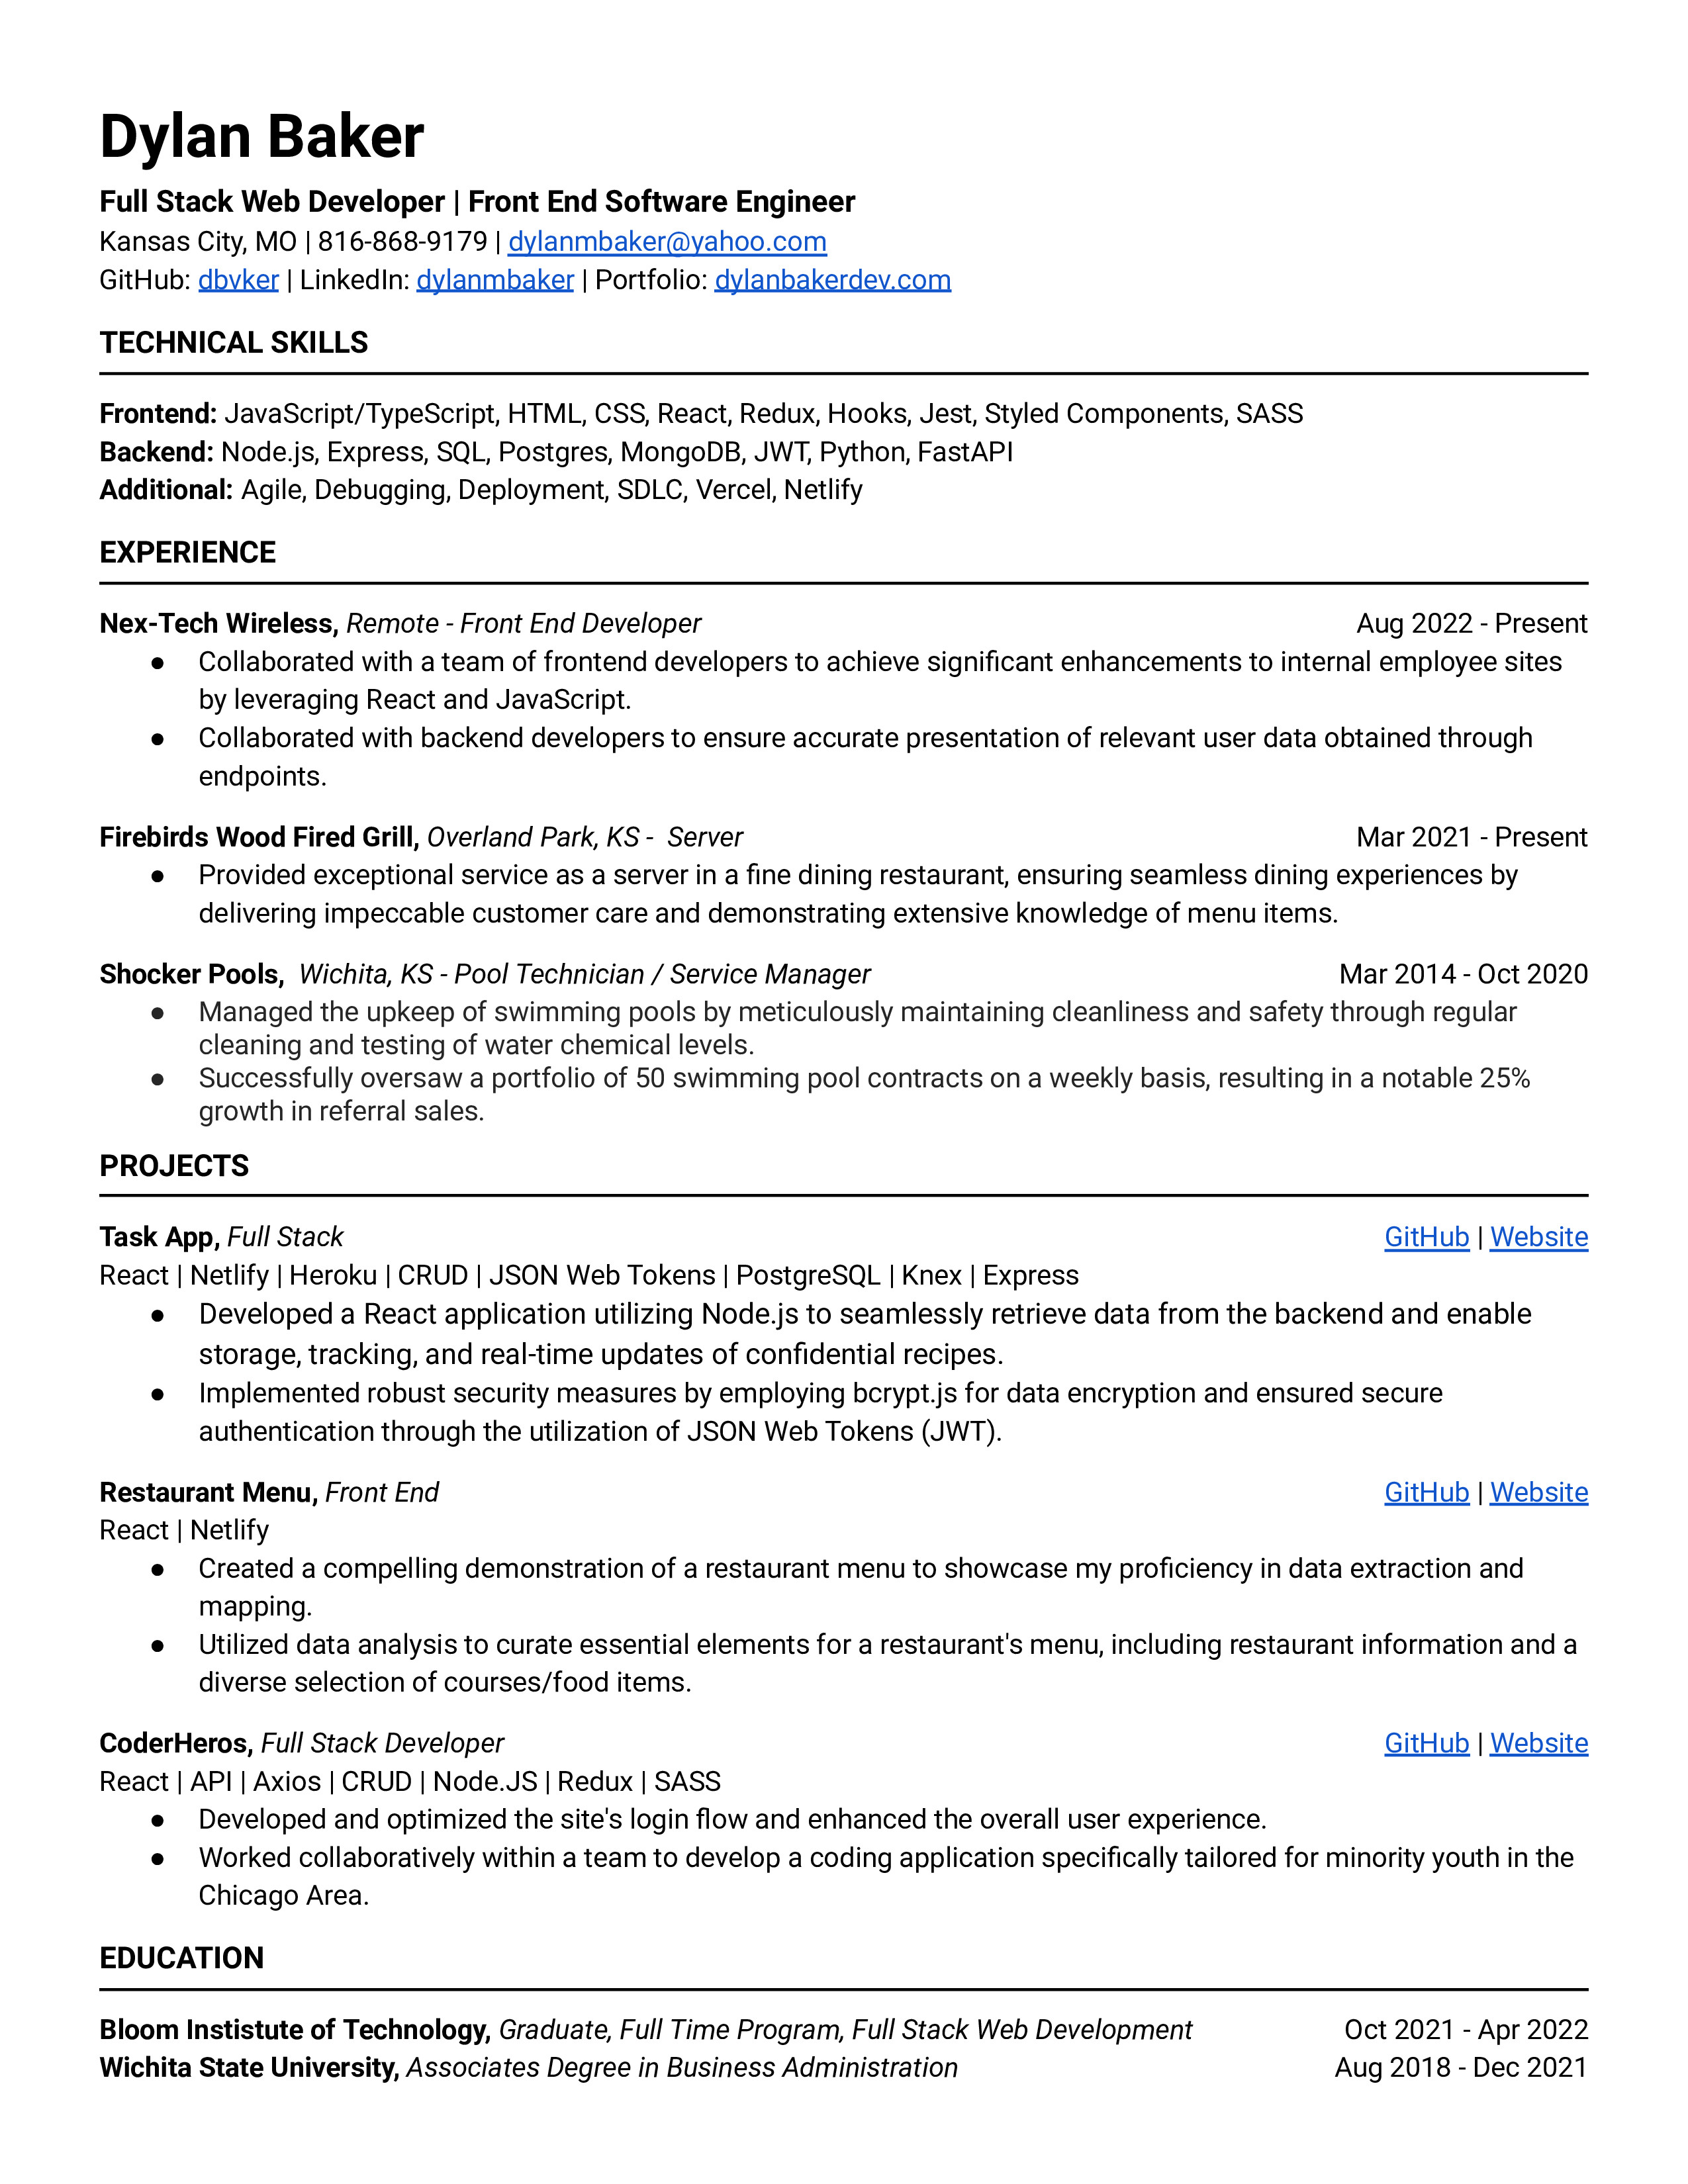 Dylan Baker
Full Stack Web Developer | Front End Software Engineer
Kansas City, MO | 816-868-9179 | dylanmbaker@yahoo.com
GitHub: dbvker | LinkedIn: dylanmbaker | Portfolio: dylanbakerdev.com
TECHNICAL SKILLS
Frontend: JavaScript/TypeScript, HTML, CSS, React, Redux, Hooks, Jest, Styled Components, SASS
Backend: Node.js, Express, SQL, Postgres, MongoDB, JWT, Python, FastAPI
Additional: Agile, Debugging, Deployment, SDLC, Vercel, Netlify
EXPERIENCE
Nex-Tech Wireless, Remote - Front End Developer Aug 2022 - Present
● Collaborated with a team of frontend developers to achieve significant enhancements to internal employee sites
by leveraging React and JavaScript.
● Collaborated with backend developers to ensure accurate presentation of relevant user data obtained through
endpoints.
Firebirds Wood Fired Grill, Overland Park, KS - Server Mar 2021 - Present
● Provided exceptional service as a server in a fine dining restaurant, ensuring seamless dining experiences by
delivering impeccable customer care and demonstrating extensive knowledge of menu items.
Shocker Pools, Wichita, KS - Pool Technician / Service Manager Mar 2014 - Oct 2020
● Managed the upkeep of swimming pools by meticulously maintaining cleanliness and safety through regular
cleaning and testing of water chemical levels.
● Successfully oversaw a portfolio of 50 swimming pool contracts on a weekly basis, resulting in a notable 25%
growth in referral sales.
PROJECTS
Task App, Full Stack GitHub | Website
React | Netlify | Heroku | CRUD | JSON Web Tokens | PostgreSQL | Knex | Express
● Developed a React application utilizing Node.js to seamlessly retrieve data from the backend and enable
storage, tracking, and real-time updates of confidential recipes.
● Implemented robust security measures by employing bcrypt.js for data encryption and ensured secure
authentication through the utilization of JSON Web Tokens (JWT).
Restaurant Menu, Front End GitHub | Website
React | Netlify
● Created a compelling demonstration of a restaurant menu to showcase my proficiency in data extraction and
mapping.
● Utilized data analysis to curate essential elements for a restaurant's menu, including restaurant information and a
diverse selection of courses/food items.
CoderHeros, Full Stack Developer GitHub | Website
React | API | Axios | CRUD | Node.JS | Redux | SASS
● Developed and optimized the site's login flow and enhanced the overall user experience.
● Worked collaboratively within a team to develop a coding application specifically tailored for minority youth in the
Chicago Area.
EDUCATION
Bloom Instistute of Technology, Graduate, Full Time Program, Full Stack Web Development Oct 2021 - Apr 2022
Wichita State University, Associates Degree in Business Administration Aug 2018 - Dec 2021